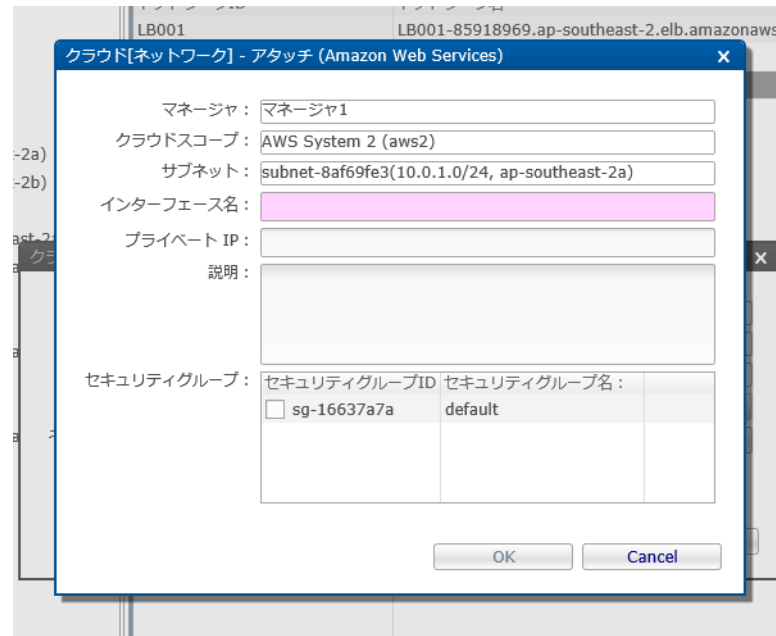 LB001
LB001-85918969.ap-southeast-2.elb.amazonaws
クラウド[ネットワーク] - アタッチ (Amazon Web Services)
x
マネージャ：
マネージャ1
クラウドスコープ：
AWS System 2 (aws2)
-2a)
サブネット：
subnet-8af69fe3(10.0.1.0/24, ap-southeast-2a)
-2b)
インターフェース名：
プライベート IP：
クラ
x
説明：
セキュリティグループ：
セキュリティグループID
セキュリティグループ名：
sg-16637a7a
default
OK
Cancel